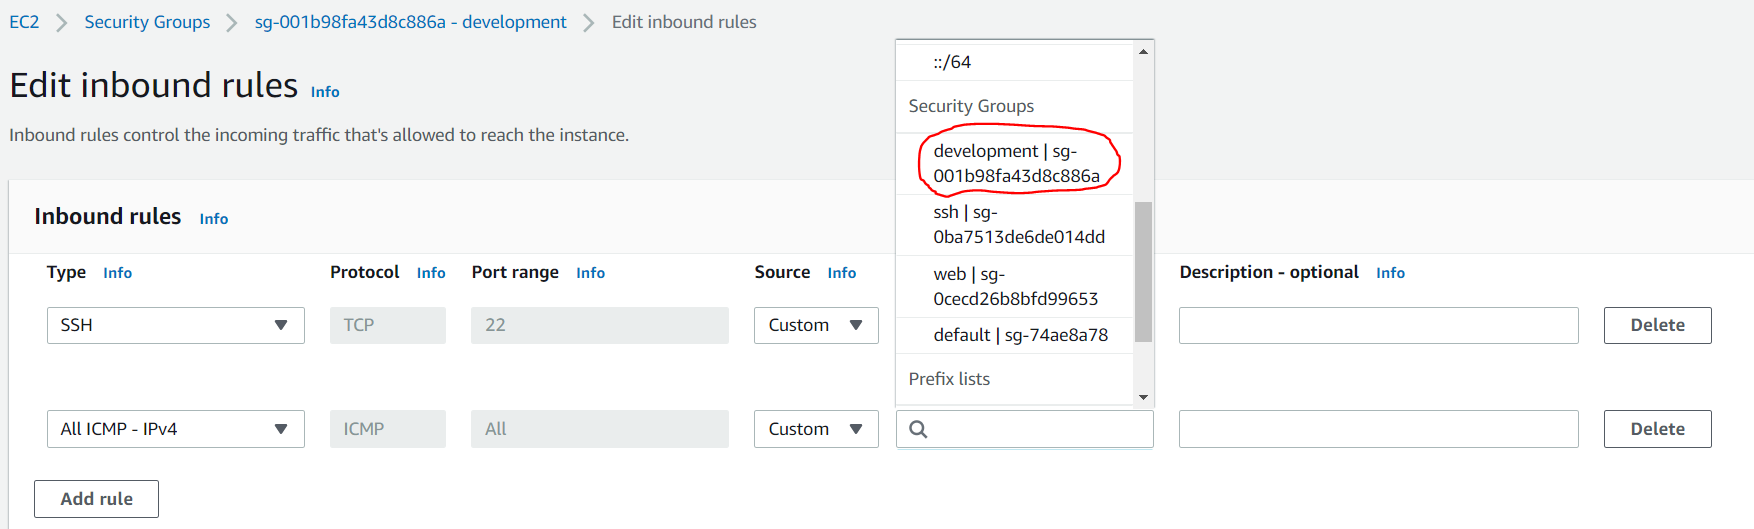 EC2 > Security Groups > sg-001b98fa43d8c886a - development > Edit inbound rules
Edit inbound rules Info
Inbound rules control the incoming traffic that's allowed to reach the instance.
::/64
Security Groups
development | sg-
001b98fa43d8c886a
ssh | sg-
0ba7513de6de014dd
web | sg-
0cecd26b8bfd99653
default | sg-74ae8a78
Prefix lists
Inbound rules Info
Type Info Protocol Info Port range Info Source Info Description - optional Info
SSH TCP 22 Custom Delete
All ICMP - IPv4 ICMP All Custom Delete
Add rule